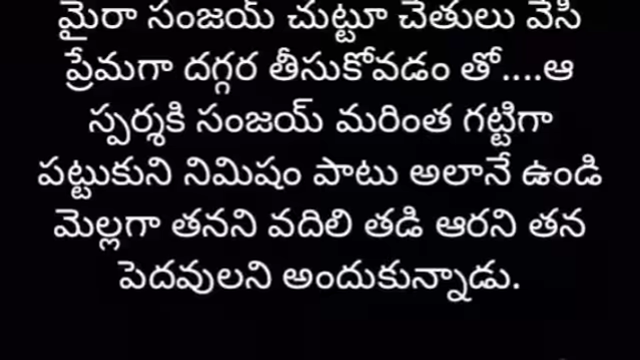 మైరా సంజయ్ చుట్టూ చేతులు వేసి
ప్రేమగా దగ్గర తీసుకోవడం తో....ఆ
స్పర్శకి సంజయ్ మరింత గట్టిగా
పట్టుకుని నిమిషం పాటు అలానే ఉండి
మెల్లగా తనని వదిలి తడి ఆరని తన
పెదవులని అందుకున్నాడు.